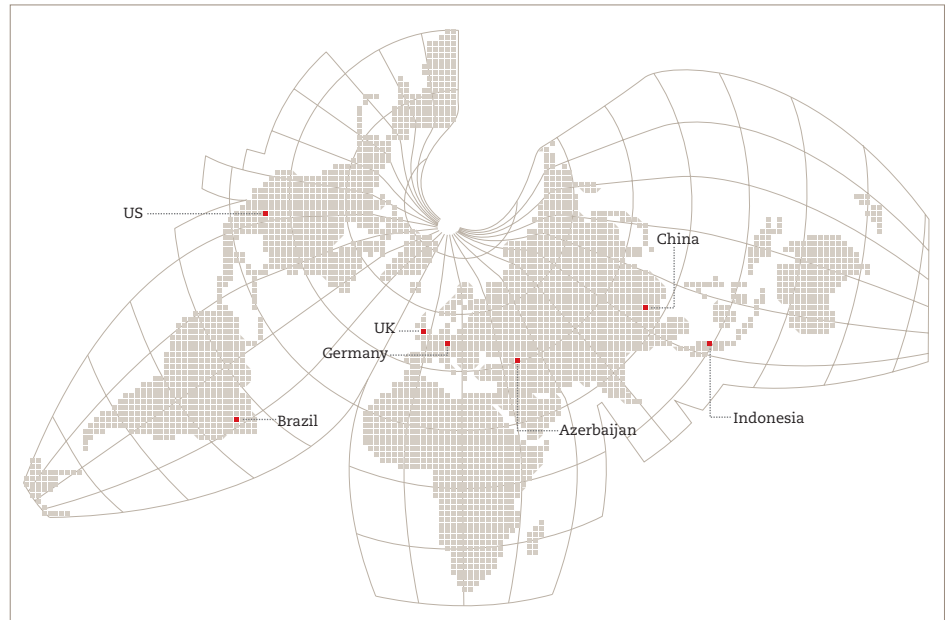 US
China
UK
Germany
Brazil
Indonesia
Azerbaijan